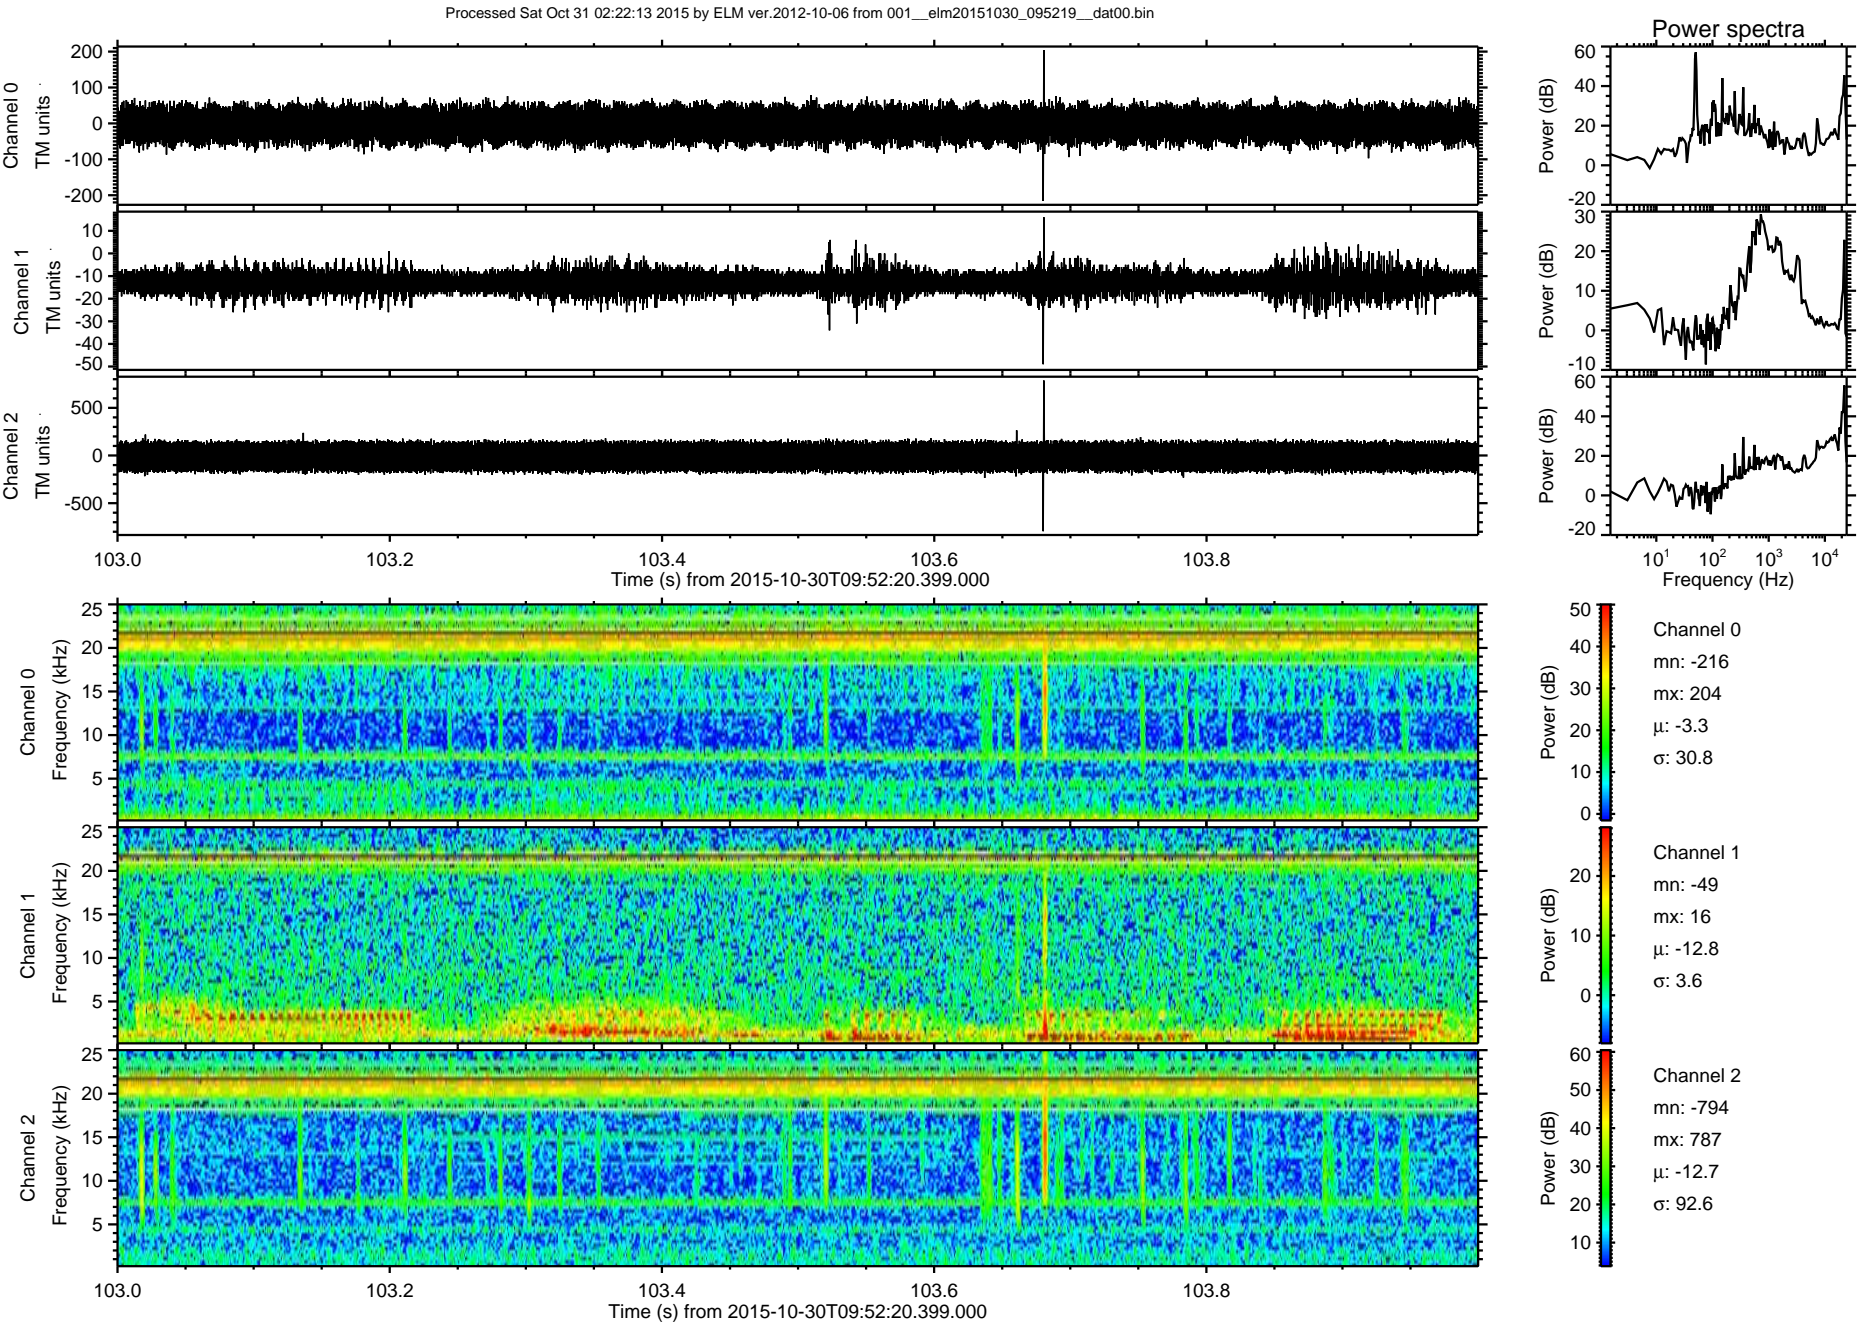 Processed Sat Oct 31 02:22:13 2015 by ELM ver.2012-10-06 from 001__elm20151030_095219__dat00.bin
Power spectra
Channel 0
TM units
200
100
0
-100
-200
Power (dB)
60
40
20
0
-20
Channel 1
TM units
10
0
-10
-20
-30
-40
-50
Power (dB)
30
20
10
0
-10
Channel 2
TM units
500
0
-500
Power (dB)
60
40
20
0
-20
103.0 103.2 103.4 103.6 103.8
Time (s) from 2015-10-30T09:52:20.399.000
10¹ 10² 10³ 10⁴
Frequency (Hz)
Channel 0
Frequency (kHz)
25
20
15
10
5
Power (dB)
50
40
30
20
10
0
Channel 0
mn: -216
mx: 204
μ: -3.3
σ: 30.8
Channel 1
Frequency (kHz)
25
20
15
10
5
Power (dB)
20
10
0
Channel 1
mn: -49
mx: 16
μ: -12.8
σ: 3.6
Channel 2
Frequency (kHz)
25
20
15
10
5
Power (dB)
60
50
40
30
20
10
Channel 2
mn: -794
mx: 787
μ: -12.7
σ: 92.6
103.0 103.2 103.4 103.6 103.8
Time (s) from 2015-10-30T09:52:20.399.000